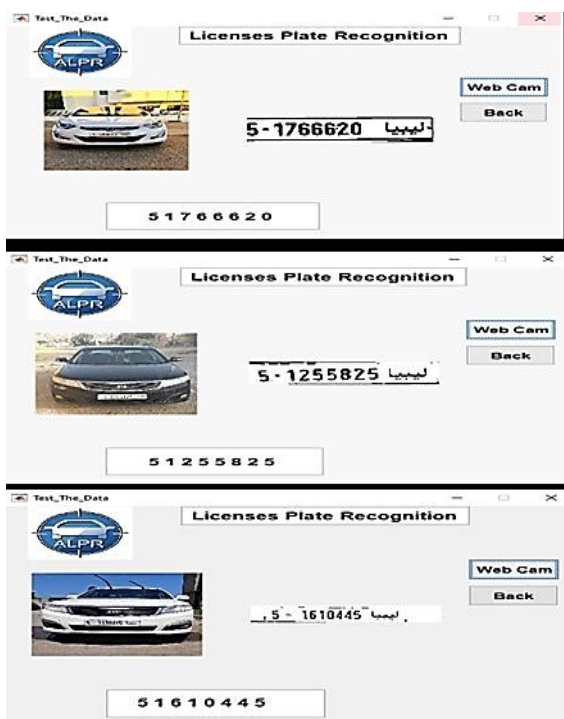 Test_The_Data
Licenses Plate Recognition
ALPR
Web Cam
Back
5-1766620 ليبيا
51766620
Test_The_Data
Licenses Plate Recognition
ALPR
Web Cam
Back
5-1255825 ليبيا
51255825
Test_The_Data
Licenses Plate Recognition
ALPR
Web Cam
Back
5 - 1610445 ليبيا
51610445